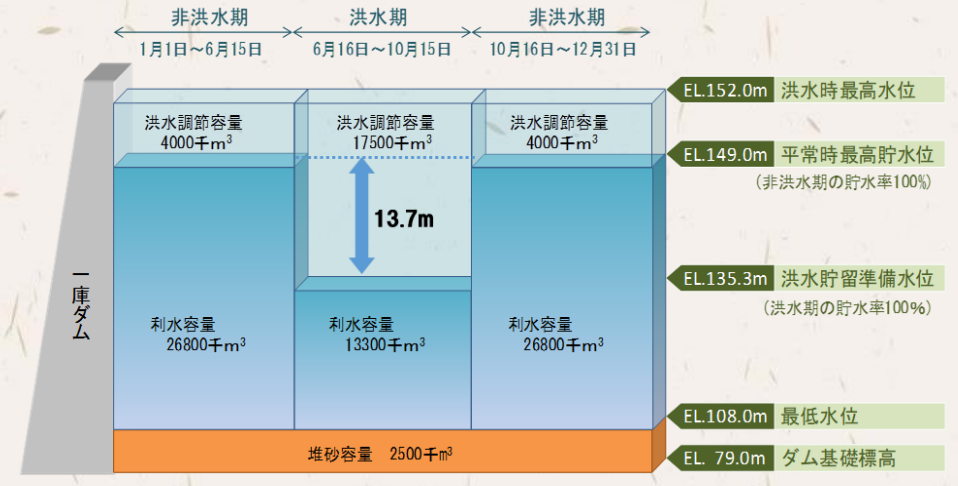 非洪水期
洪水期
非洪水期
1月1日～6月15日
6月16日～10月15日
10月16日～12月31日
EL.152.0m 洪水時最高水位
洪水調節容量
4000千m³
洪水調節容量
17500千m³
洪水調節容量
4000千m³
EL.149.0m 平常時最高貯水位
(非洪水期の貯水率100%)
13.7m
EL.135.3m 洪水貯留準備水位
(洪水期の貯水率100%)
一庫ダム
利水容量
26800千m³
利水容量
13300千m³
利水容量
26800千m³
EL.108.0m 最低水位
堆砂容量 2500千m³
EL. 79.0m ダム基礎標高